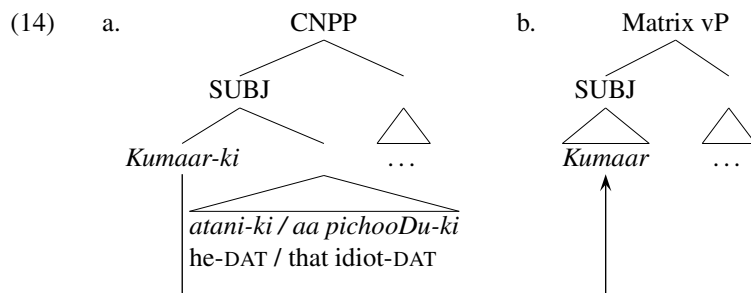 (14) a. CNPP b. Matrix vP
SUBJ SUBJ
Kumaar-ki … Kumaar …
atani-ki / aa pichooDu-ki
he-DAT / that idiot-DAT